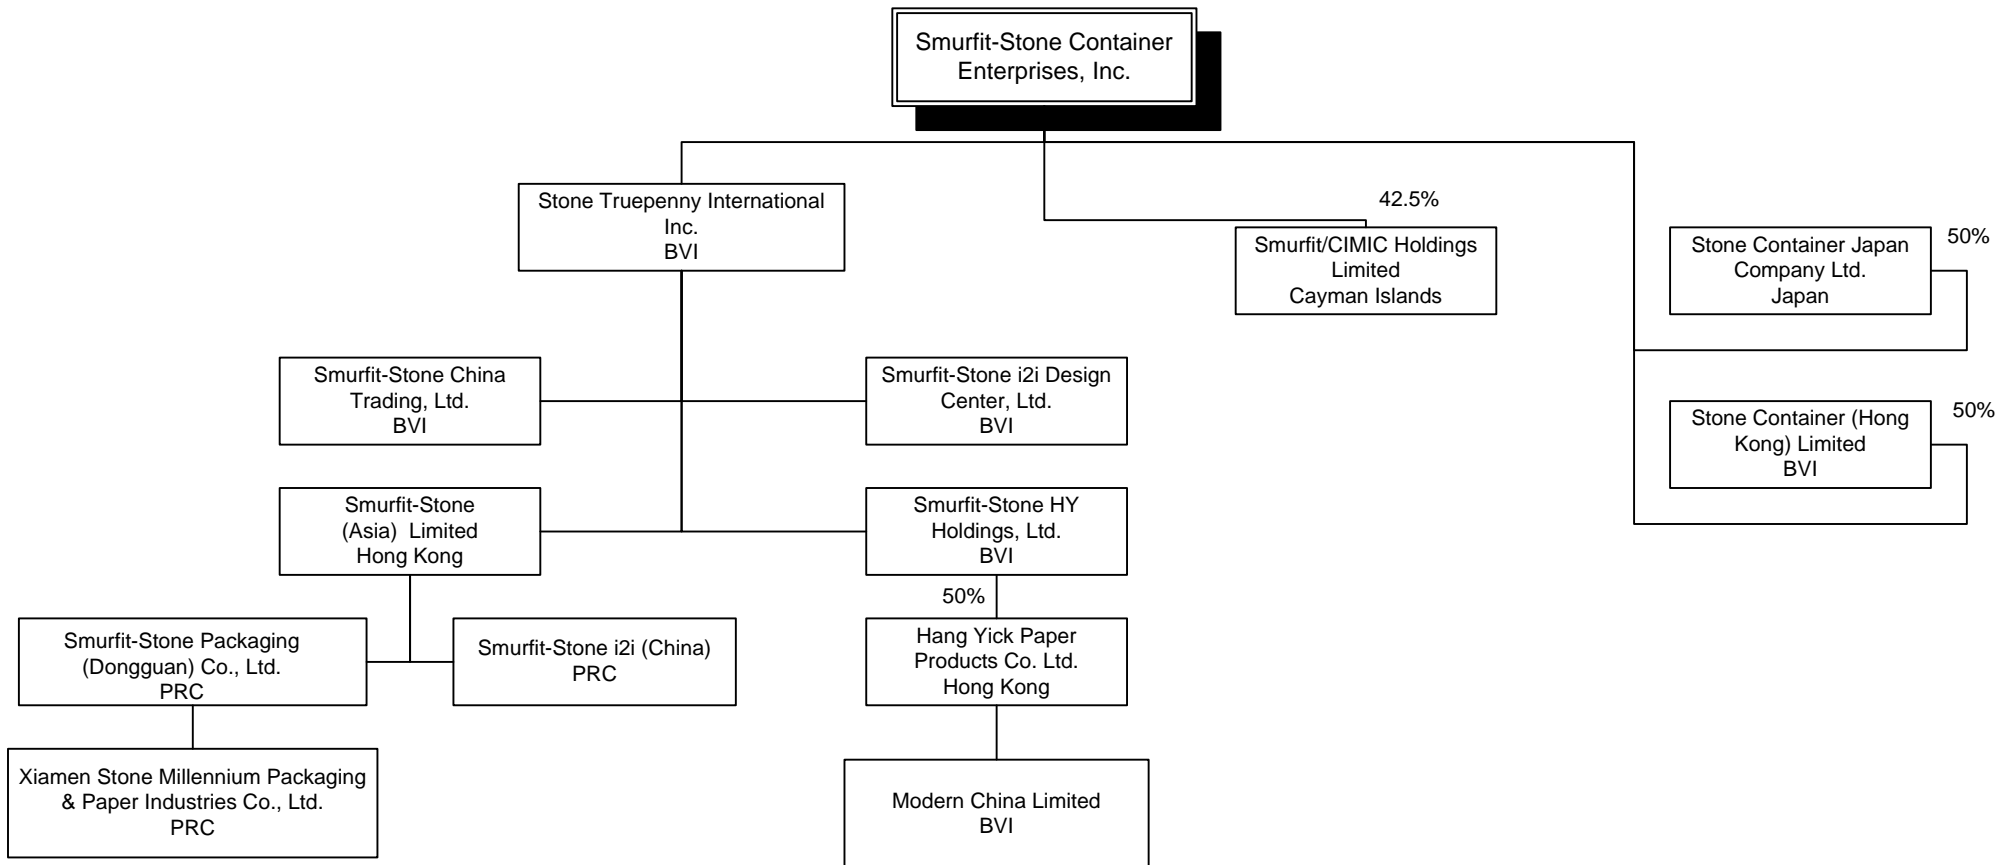 Smurfit-Stone Container
Enterprises, Inc.
Stone Truepenny International
Inc.
BVI
42.5%
Smurfit/CIMIC Holdings
Limited
Cayman Islands
Stone Container Japan
Company Ltd.
Japan
50%
Smurfit-Stone China
Trading, Ltd.
BVI
Smurfit-Stone i2i Design
Center, Ltd.
BVI
Stone Container (Hong
Kong) Limited
BVI
50%
Smurfit-Stone
(Asia)  Limited
Hong Kong
Smurfit-Stone HY
Holdings, Ltd.
BVI
50%
Smurfit-Stone Packaging
(Dongguan) Co., Ltd.
PRC
Smurfit-Stone i2i (China)
PRC
Hang Yick Paper
Products Co. Ltd.
Hong Kong
Xiamen Stone Millennium Packaging
& Paper Industries Co., Ltd.
PRC
Modern China Limited
BVI